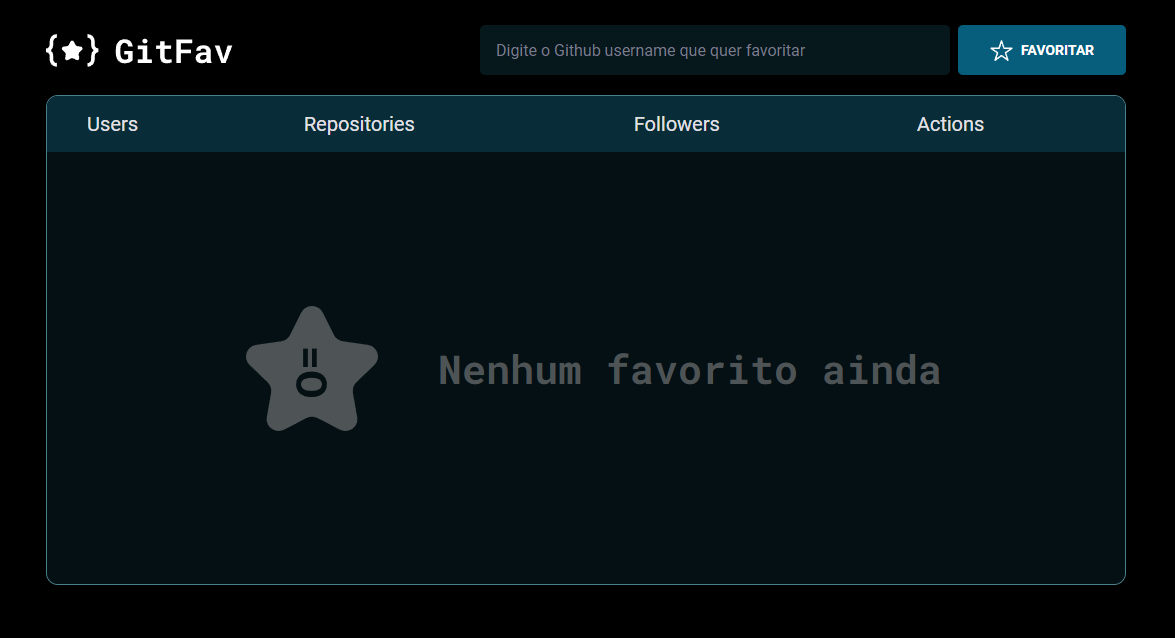 GitFav
Digite o Github username que quer favoritar
FAVORITAR
Users Repositories Followers Actions
Nenhum favorito ainda